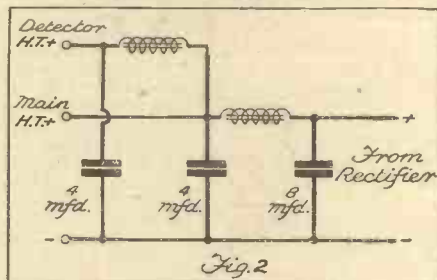 Detector
H.T.+
Main
H.T.+
+
From
Rectifier
4
mfd.
4
mfd.
8
mfd.
-
-
Fig. 2